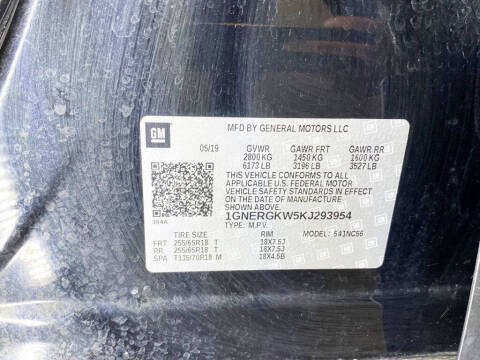 GM
MFD BY GENERAL MOTORS LLC
05/19 GVWR GAWR FRT GAWR RR
2800 KG 1450 KG 1600 KG
6173 LB 3196 LB 3527 LB
THIS VEHICLE CONFORMS TO ALL
APPLICABLE U.S. FEDERAL MOTOR
VEHICLE SAFETY STANDARDS IN EFFECT
ON THE DATE OF MANUFACTURE SHOWN ABOVE.
1GNERGKW5KJ293954
TYPE: M.P.V. MODEL:
TIRE SIZE RIM
FRT 255/65R18 T 18X7.5J
RR 255/65R18 T 18X7.5J
SPA T135/70R18 M 18X4.5B